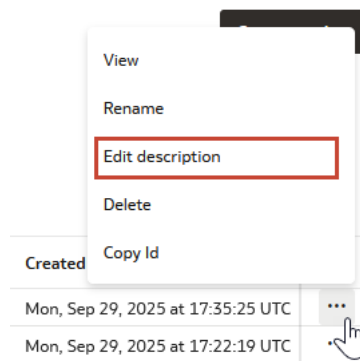 View
Rename
Edit description
Delete
Copy Id
Created
Mon, Sep 29, 2025 at 17:35:25 UTC
Mon, Sep 29, 2025 at 17:22:19 UTC